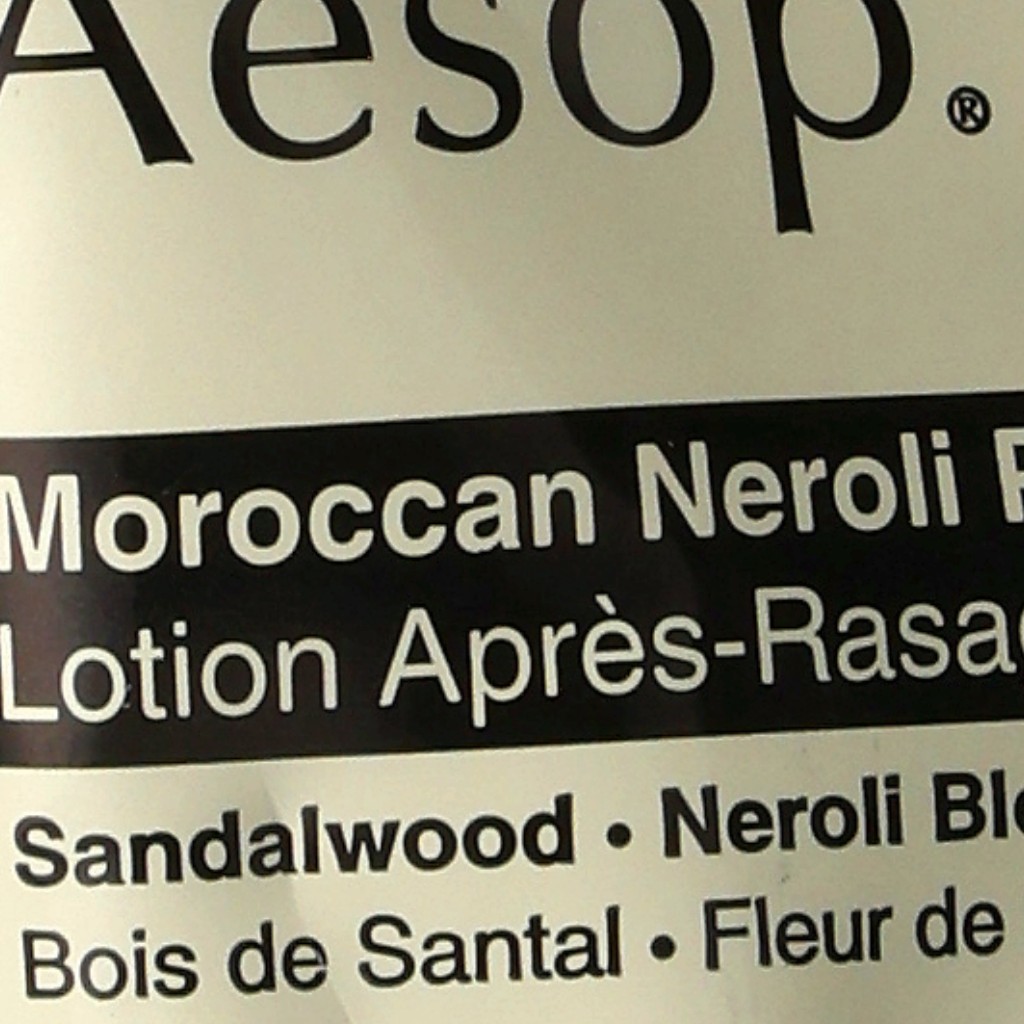 Aesop.®
Moroccan Neroli
Lotion Après-
Sandalwood • Neroli
Bois de Santal • Fleur de